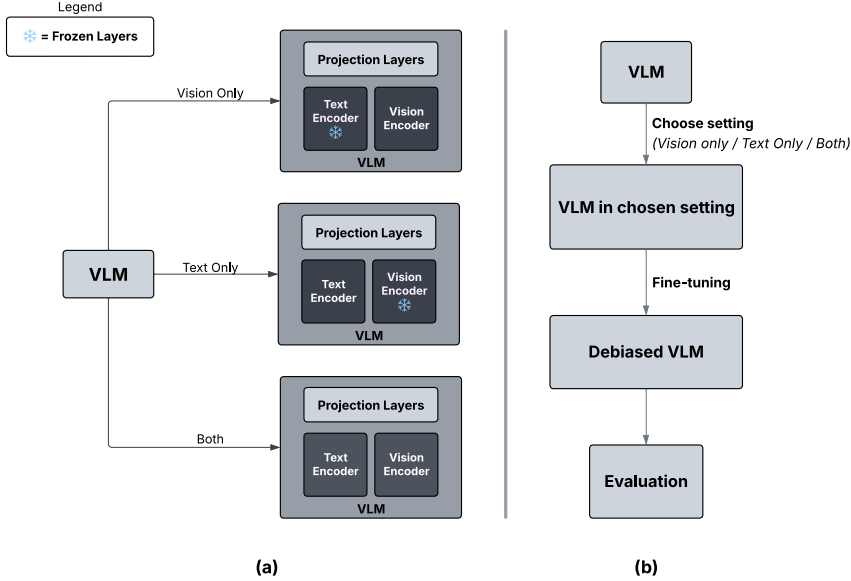 Legend
❄ = Frozen Layers
Vision Only
Projection Layers
Text
Encoder
❄
Vision
Encoder
VLM
VLM
Text Only
Projection Layers
Text
Encoder
Vision
Encoder
❄
VLM
Both
Projection Layers
Text
Encoder
Vision
Encoder
VLM
(a)
VLM
Choose setting
(Vision only / Text Only / Both)
VLM in chosen setting
Fine-tuning
Debiased VLM
Evaluation
(b)